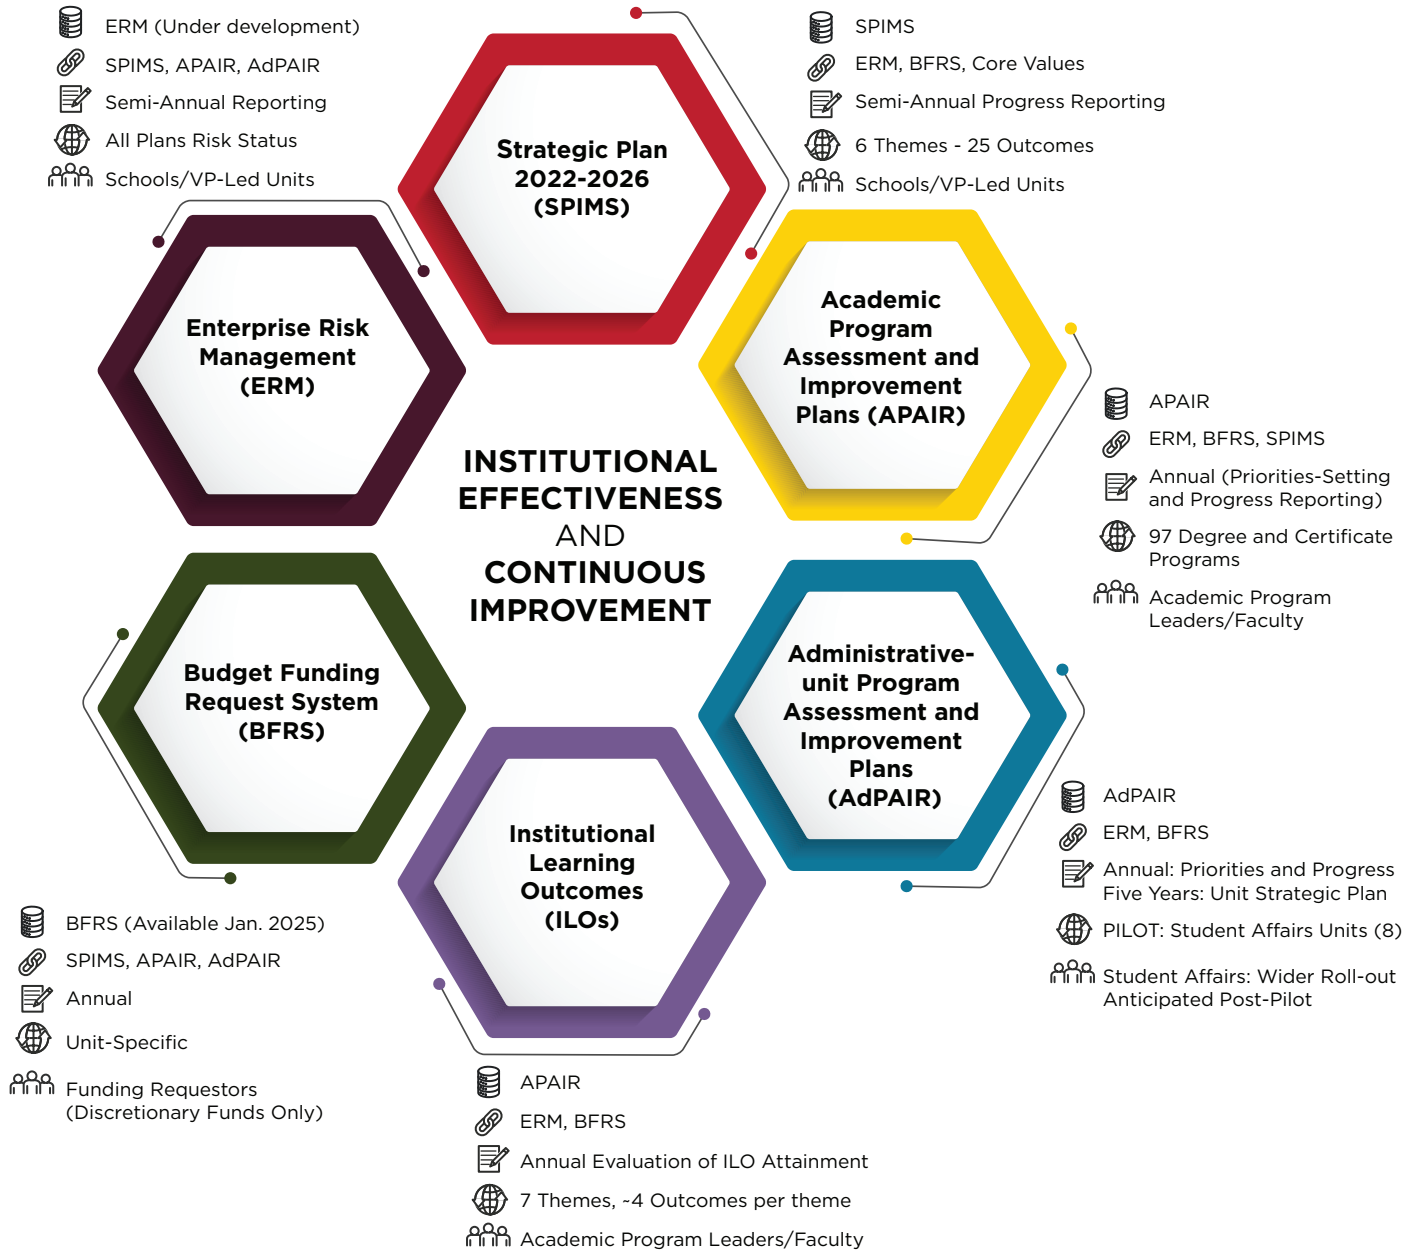 ERM (Under development)
SPIMS, APAIR, AdPAIR
Semi-Annual Reporting
All Plans Risk Status
Schools/VP-Led Units
SPIMS
ERM, BFRS, Core Values
Semi-Annual Progress Reporting
6 Themes - 25 Outcomes
Schools/VP-Led Units
Strategic Plan
2022-2026
(SPIMS)
Enterprise Risk
Management
(ERM)
Academic
Program
Assessment and
Improvement
Plans (APAIR)
APAIR
ERM, BFRS, SPIMS
Annual (Priorities-Setting
and Progress Reporting)
97 Degree and Certificate
Programs
Academic Program
Leaders/Faculty
INSTITUTIONAL
EFFECTIVENESS
AND
CONTINUOUS
IMPROVEMENT
Budget Funding
Request System
(BFRS)
Administrative-
unit Program
Assessment and
Improvement
Plans
(AdPAIR)
AdPAIR
ERM, BFRS
Annual: Priorities and Progress
Five Years: Unit Strategic Plan
PILOT: Student Affairs Units (8)
Student Affairs: Wider Roll-out
Anticipated Post-Pilot
Institutional
Learning
Outcomes
(ILOs)
BFRS (Available Jan. 2025)
SPIMS, APAIR, AdPAIR
Annual
Unit-Specific
Funding Requestors
(Discretionary Funds Only)
APAIR
ERM, BFRS
Annual Evaluation of ILO Attainment
7 Themes, ~4 Outcomes per theme
Academic Program Leaders/Faculty